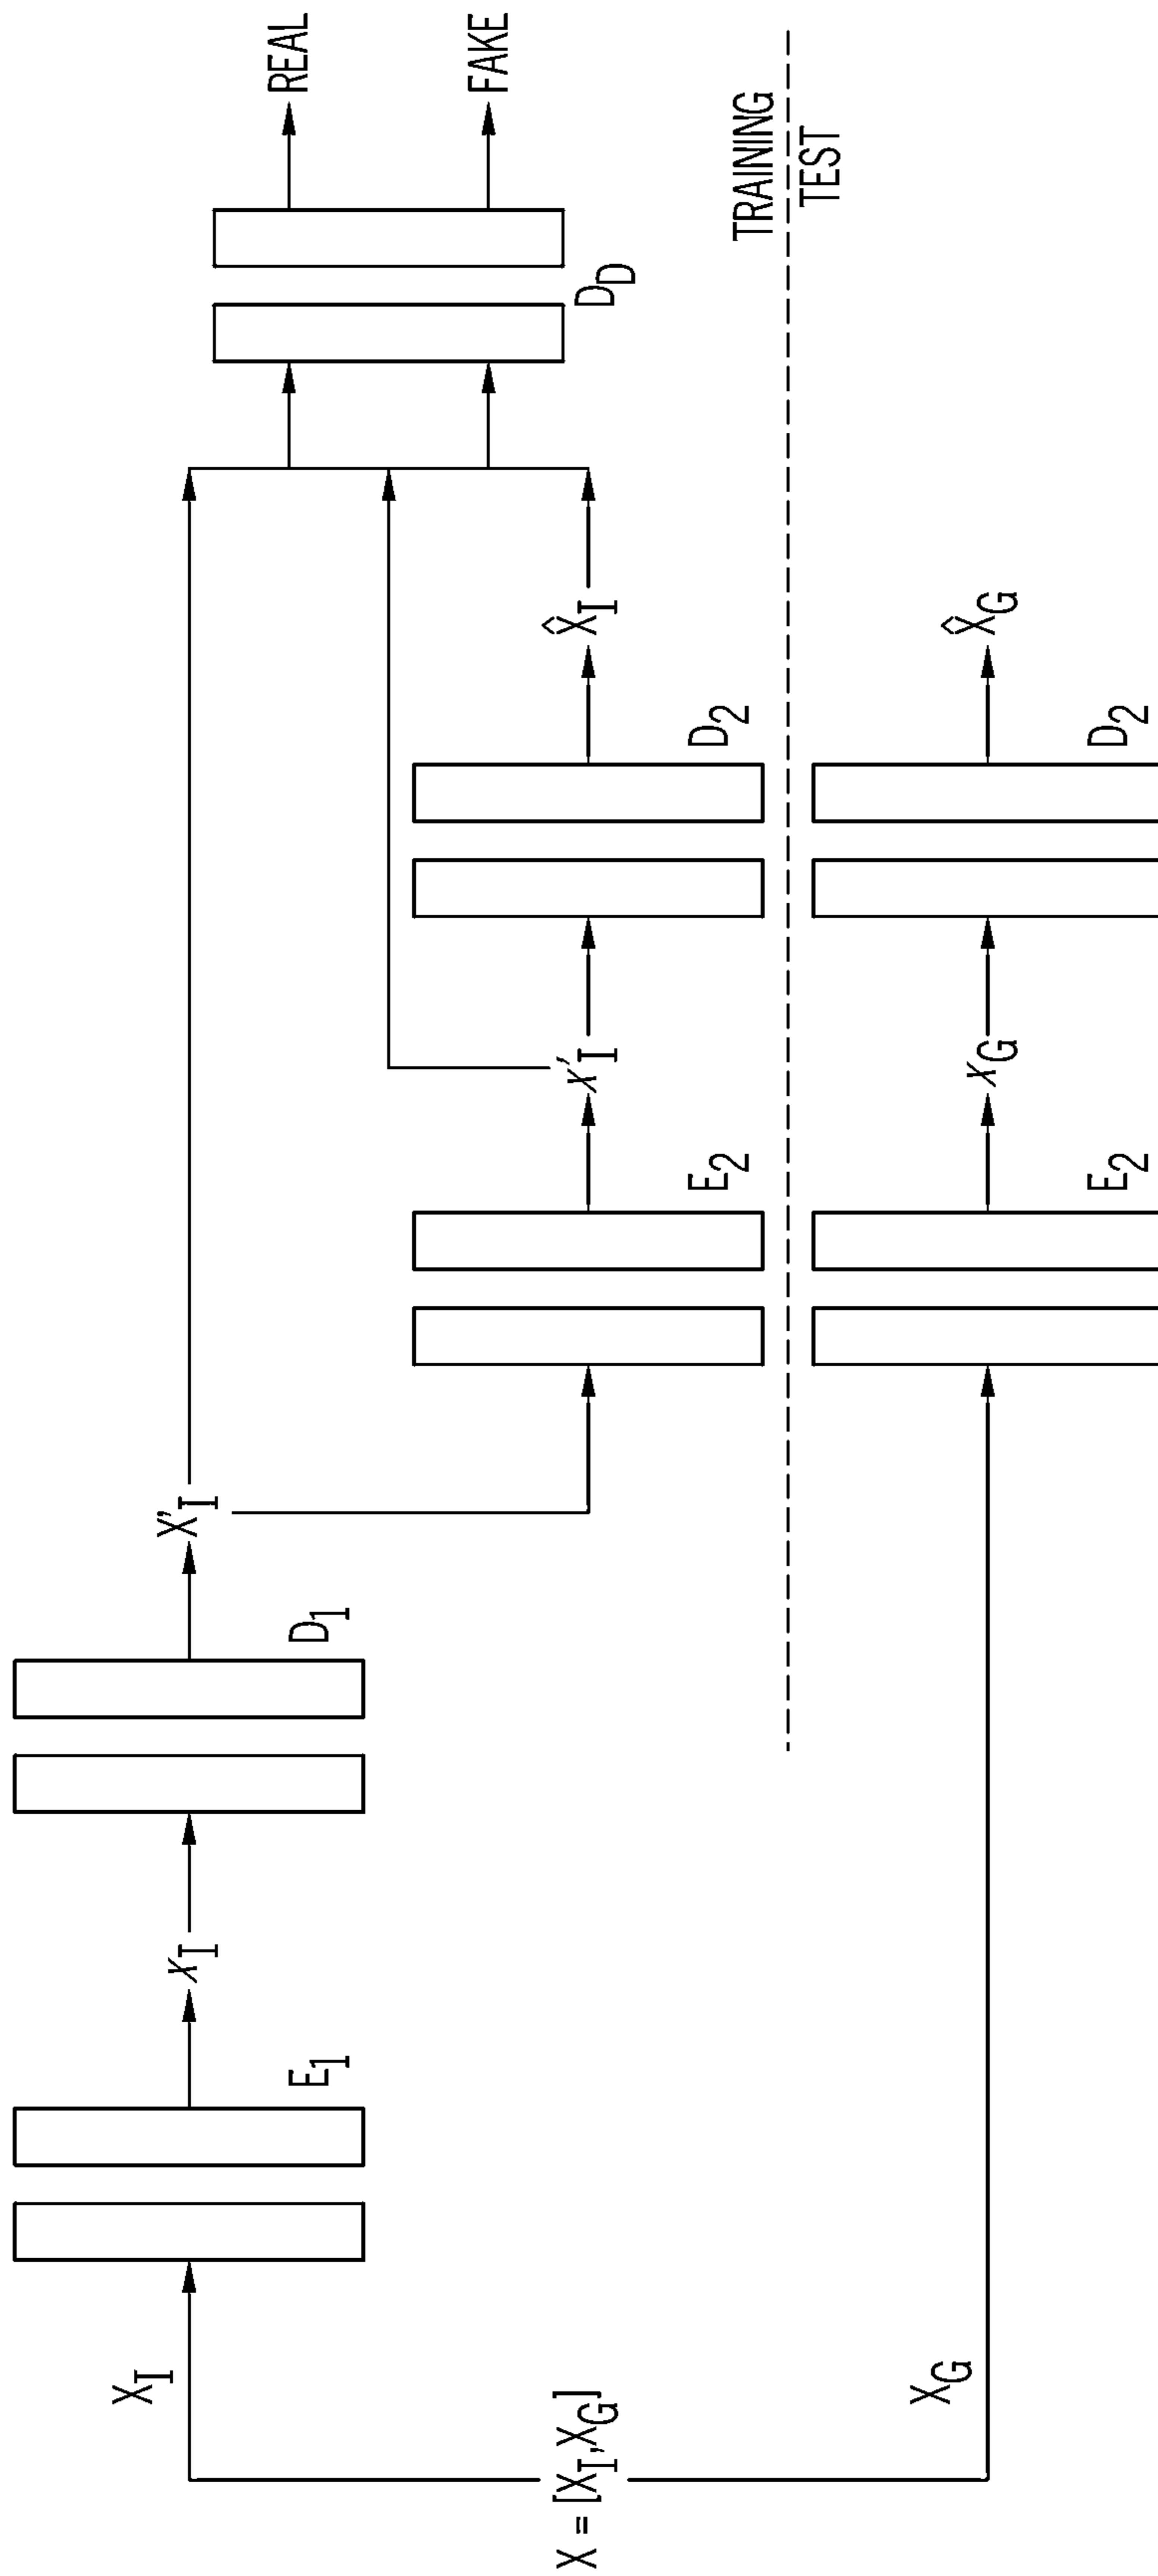 X = [X_I, X_G]
X_I
E_1
x_I
D_1
X'_I
E_2
x'_I
D_2
X̂_I
D_D
REAL
FAKE
TRAINING
TEST
X_G
E_2
x_G
D_2
X̂_G